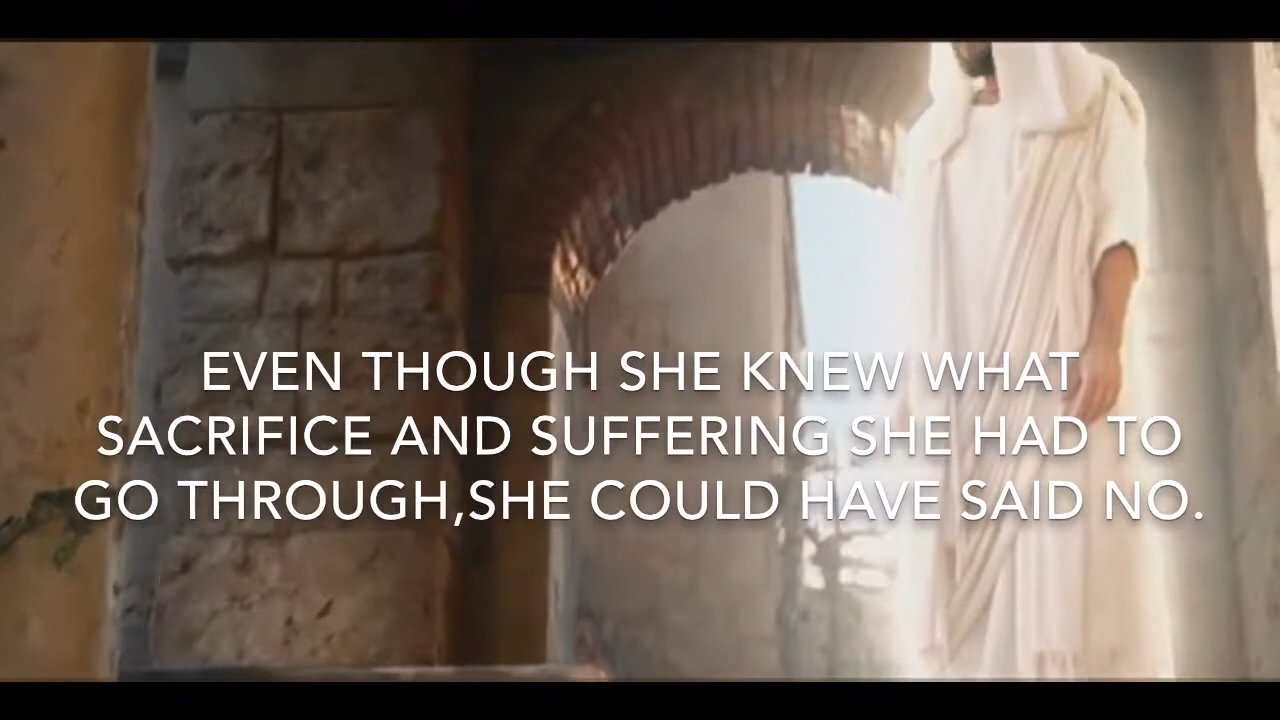 EVEN THOUGH SHE KNEW WHAT
SACRIFICE AND SUFFERING SHE HAD TO
GO THROUGH,SHE COULD HAVE SAID NO.